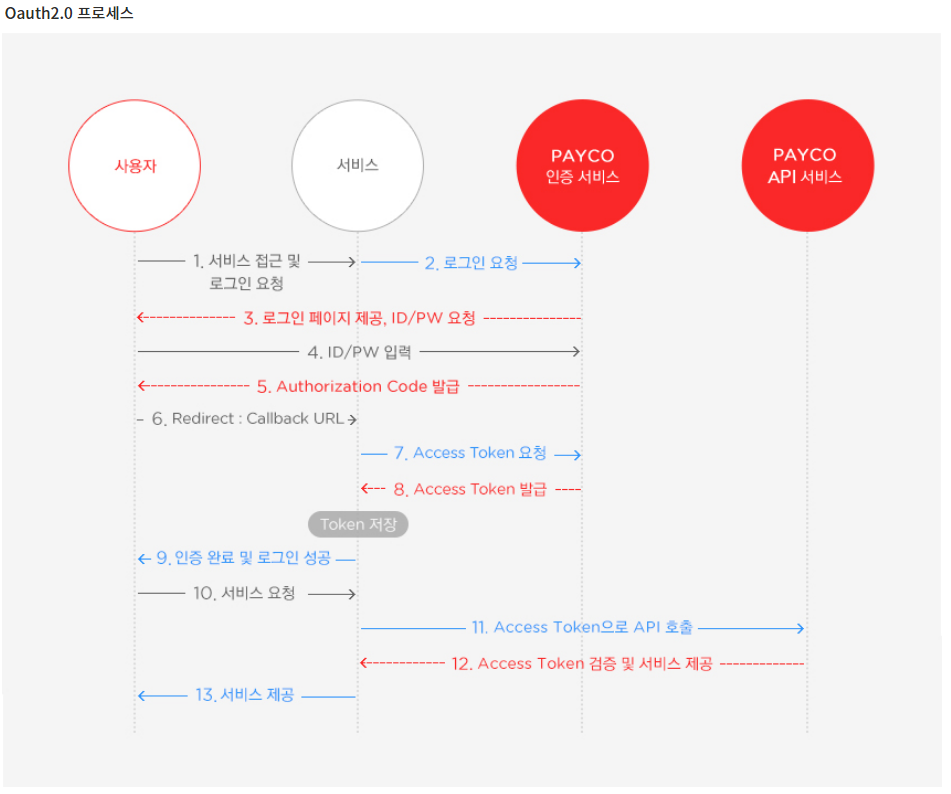 Oauth2.0 프로세스
사용자
서비스
PAYCO
인증 서비스
PAYCO
API 서비스
1. 서비스 접근 및
로그인 요청
2. 로그인 요청
3. 로그인 페이지 제공, ID/PW 요청
4. ID/PW 입력
5. Authorization Code 발급
6. Redirect : Callback URL
7. Access Token 요청
8. Access Token 발급
Token 저장
9. 인증 완료 및 로그인 성공
10. 서비스 요청
11. Access Token으로 API 호출
12. Access Token 검증 및 서비스 제공
13. 서비스 제공